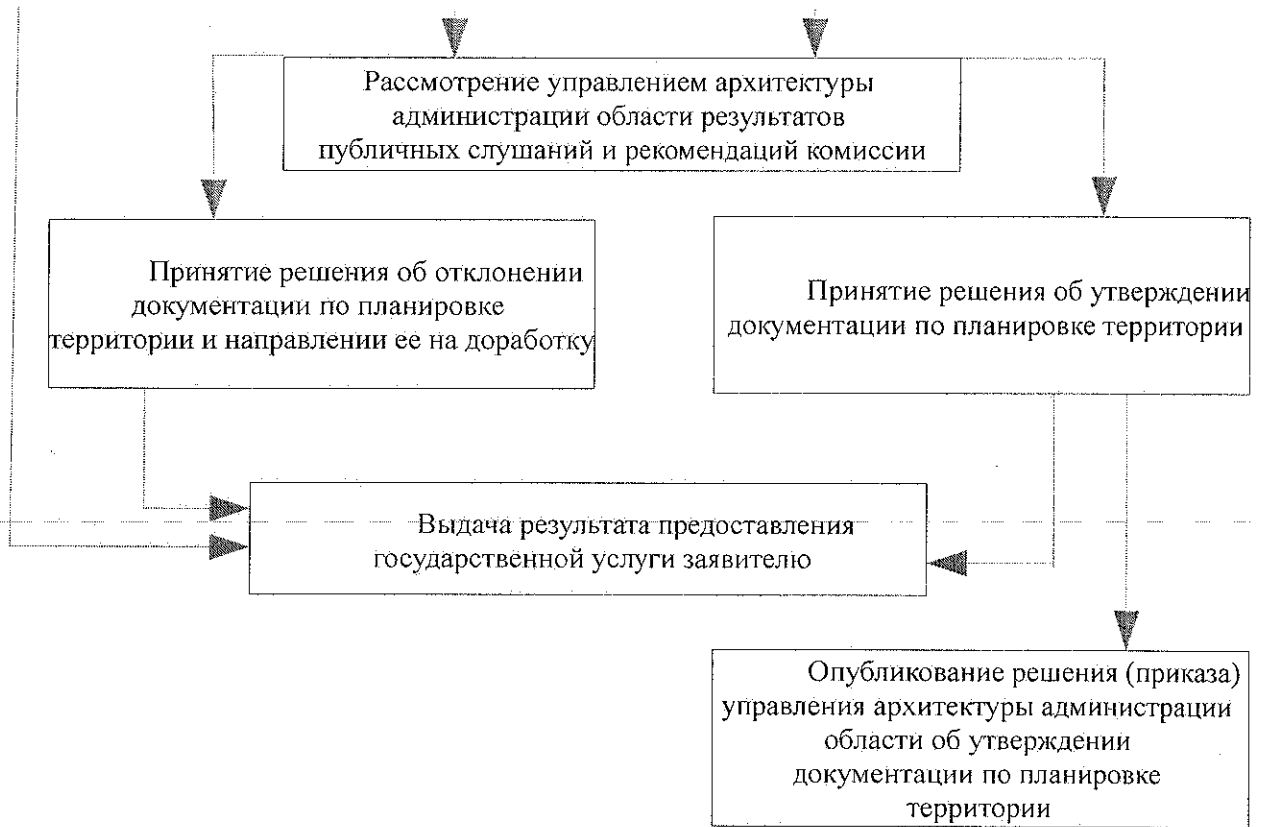 Рассмотрение управлением архитектуры
администрации области результатов
публичных слушаний и рекомендаций комиссии
Принятие решения об отклонении
документации по планировке
территории и направлении ее на доработку
Принятие решения об утверждении
документации по планировке территории
Выдача результата предоставления
государственной услуги заявителю
Опубликование решения (приказа)
управления архитектуры администрации
области об утверждении
документации по планировке
территории